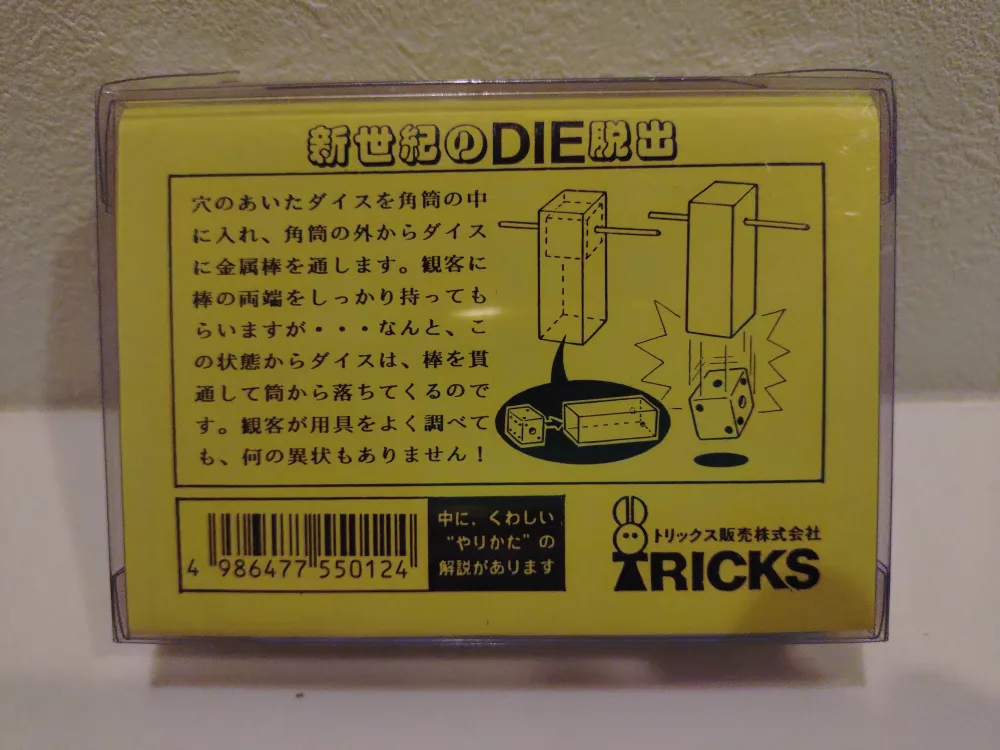 新世紀のDIE脱出
穴のあいたダイスを角筒の中
に入れ、角筒の外からダイス
に金属棒を通します。観客に
棒の両端をしっかり持っても
らいますが・・・なんと、こ
の状態からダイスは、棒を貫
通して筒から落ちてくるので
す。観客が用具をよく調べて
も、何の異状もありません！
4 986477 550124
中に、くわしい
“やりかた”の
解説があります
トリックス販売株式会社
TRICKS